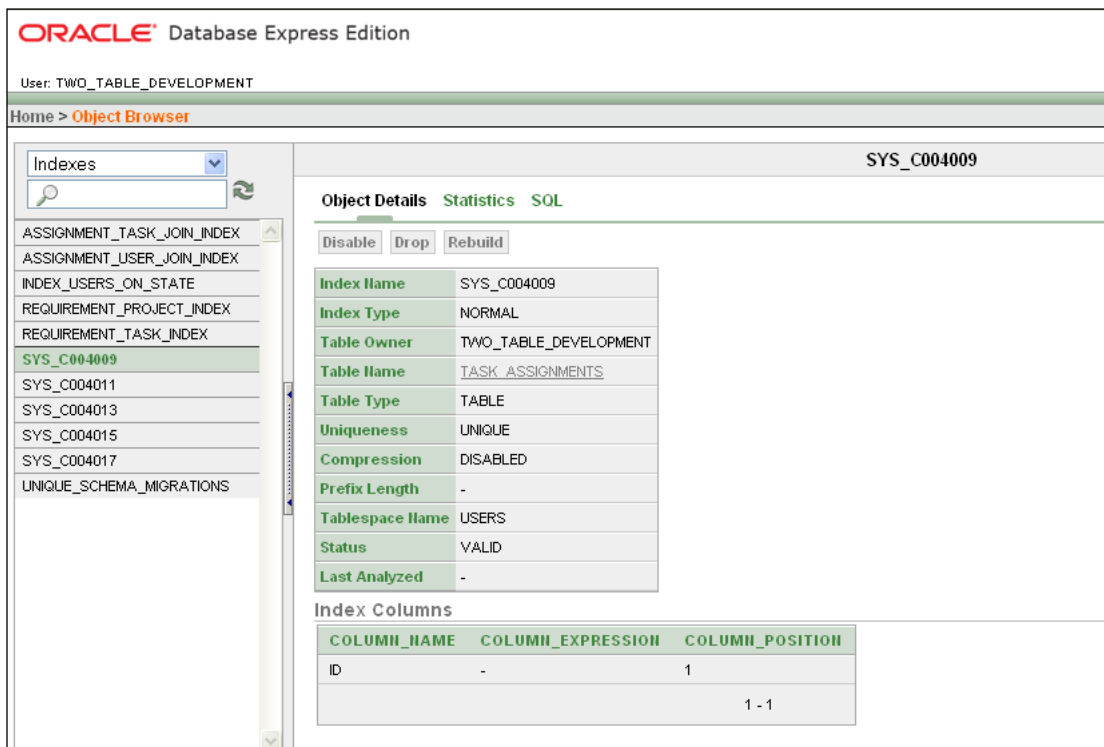 ORACLE Database Express Edition
User: TWO_TABLE_DEVELOPMENT
Home > Object Browser
Indexes
ASSIGNMENT_TASK_JOIN_INDEX
ASSIGNMENT_USER_JOIN_INDEX
INDEX_USERS_ON_STATE
REQUIREMENT_PROJECT_INDEX
REQUIREMENT_TASK_INDEX
SYS_C004009
SYS_C004011
SYS_C004013
SYS_C004015
SYS_C004017
UNIQUE_SCHEMA_MIGRATIONS
SYS_C004009
Object Details Statistics SQL
Disable Drop Rebuild
Index Name SYS_C004009
Index Type NORMAL
Table Owner TWO_TABLE_DEVELOPMENT
Table Name TASK_ASSIGNMENTS
Table Type TABLE
Uniqueness UNIQUE
Compression DISABLED
Prefix Length -
Tablespace Name USERS
Status VALID
Last Analyzed -
Index Columns
COLUMN_NAME COLUMN_EXPRESSION COLUMN_POSITION
ID - 1
1 - 1